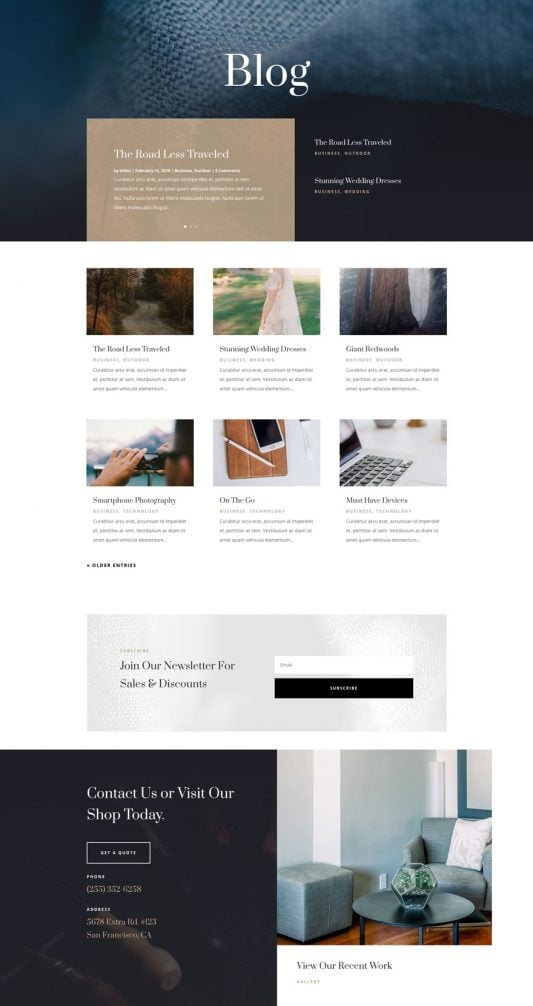 Blog
The Road Less Traveled
by tridax | February 12, 2018 | Business, Outdoor | 0 Comments
Curabitur arcu erat, accumsan id imperdiet et, porttitor at sem.
Vestibulum ac diam sit amet quam vehicula elementum sed sit amet
dui. Nulla quis lorem ut libero malesuada feugiat. Nulla quis lorem ut
libero malesuada feugiat.
The Road Less Traveled
BUSINESS, OUTDOOR
Stunning Wedding Dresses
BUSINESS, WEDDING
The Road Less Traveled
BUSINESS, OUTDOOR
Curabitur arcu erat, accumsan id imperdiet
et, porttitor at sem. Vestibulum ac diam sit
amet quam vehicula elementum...
Stunning Wedding Dresses
BUSINESS, WEDDING
Curabitur arcu erat, accumsan id imperdiet
et, porttitor at sem. Vestibulum ac diam sit
amet quam vehicula elementum...
Giant Redwoods
BUSINESS, OUTDOOR
Curabitur arcu erat, accumsan id imperdiet
et, porttitor at sem. Vestibulum ac diam sit
amet quam vehicula elementum...
Smartphone Photography
BUSINESS, TECHNOLOGY
Curabitur arcu erat, accumsan id imperdiet
et, porttitor at sem. Vestibulum ac diam sit
amet quam vehicula elementum...
On The Go
BUSINESS, TECHNOLOGY
Curabitur arcu erat, accumsan id imperdiet
et, porttitor at sem. Vestibulum ac diam sit
amet quam vehicula elementum...
Must Have Devices
BUSINESS, TECHNOLOGY
Curabitur arcu erat, accumsan id imperdiet
et, porttitor at sem. Vestibulum ac diam sit
amet quam vehicula elementum...
« OLDER ENTRIES
SUBSCRIBE
Join Our Newsletter For
Sales & Discounts
Email
SUBSCRIBE
Contact Us or Visit Our
Shop Today.
GET A QUOTE
PHONE
(255) 352-6258
ADDRESS
5678 Extra Rd. #123
San Francisco, CA
View Our Recent Work
GALLERY